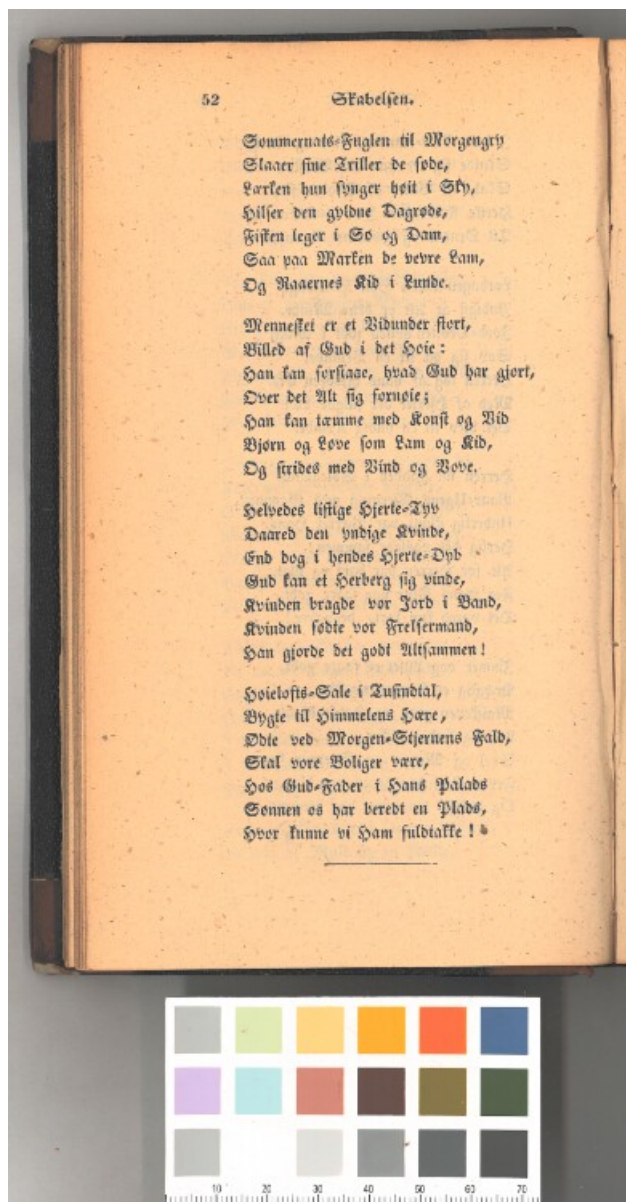 52 Skabelsen.
Sommernats-Fuglen til Morgengry
Slaaer sine Triller de søde,
Lærken hun synger høit i Sky,
Hilser den gyldne Dagrøde,
Fisken leger i Sø og Dam,
Saa paa Marken de vevre Lam,
Og Raaernes Kid i Lunde.
Mennesket er et Vidunder stort,
Billed af Gud i det Høie:
Han kan forstaae, hvad Gud har gjort,
Over det Alt sig fornøie;
Han kan tæmme med Konst og Vid
Bjørn og Løve som Lam og Kid,
Og strides med Vind og Vove.
Helvedes listige Hjerte-Tyv
Daared den yndige Kvinde,
End dog i hendes Hjerte-Dyb
Gud kan et Herberg sig vinde,
Kvinden bragde vor Jord i Band,
Kvinden fødte vor Frelsermand,
Han gjorde det godt Altsammen!
Høielofts-Sale i Tusindtal,
Bygte til Himmelens Hære,
Ødte ved Morgen-Stjernens Fald,
Skal vore Boliger være,
Hos Gud-Fader i Hans Palads
Sønnen os har beredt en Plads,
Hvor kunne vi Ham fuldtakke!
10 20 30 40 50 60 70